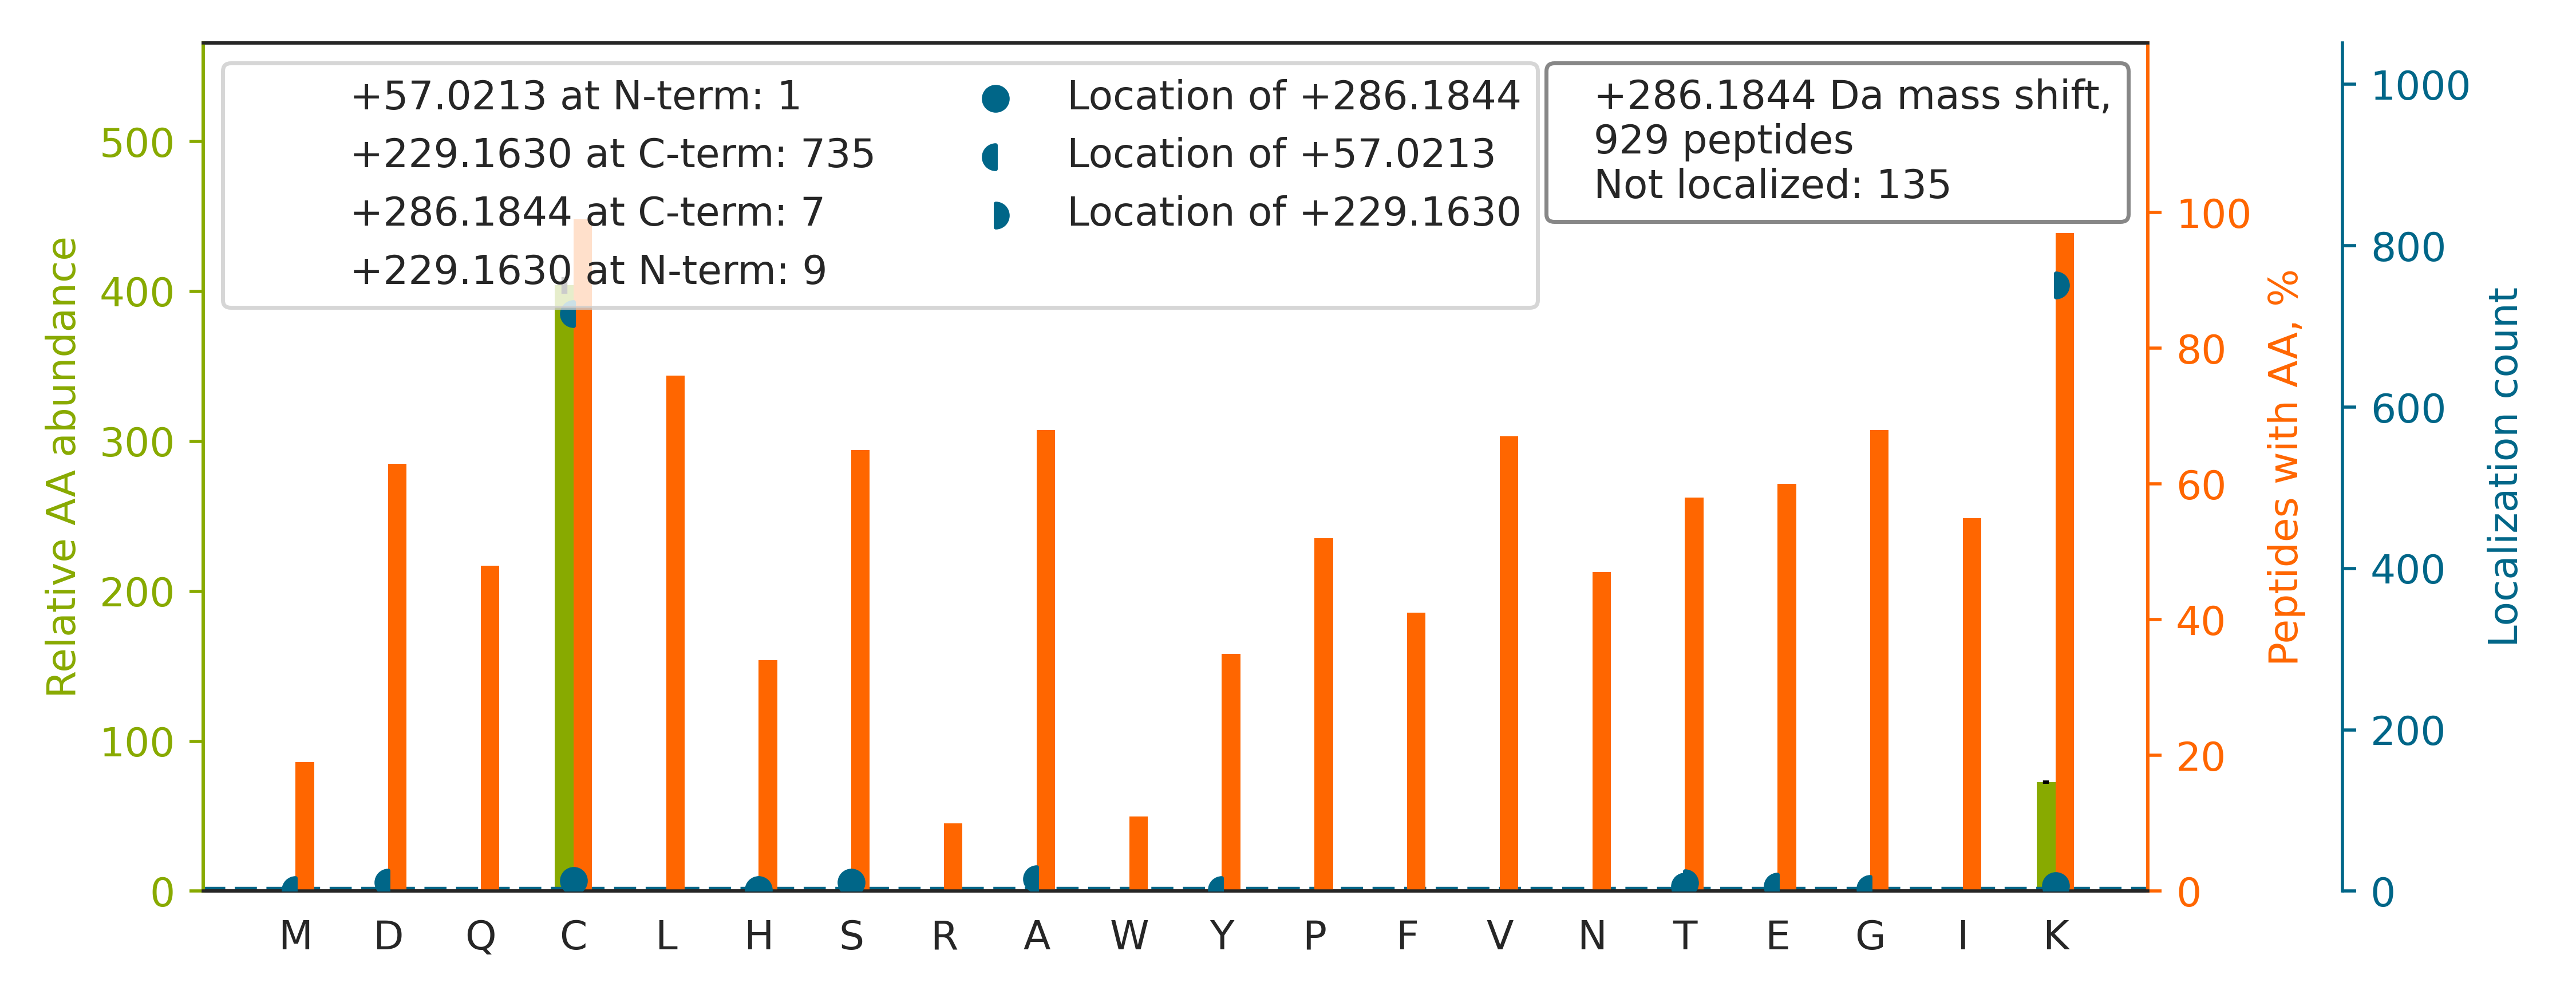 +57.0213 at N-term: 1
+229.1630 at C-term: 735
+286.1844 at C-term: 7
+229.1630 at N-term: 9
Location of +286.1844
Location of +57.0213
Location of +229.1630
+286.1844 Da mass shift,
929 peptides
Not localized: 135
Relative AA abundance
500
400
300
200
100
0
M D Q C L H S R A W Y P F V N T E G I K
100
80
60
40
20
0
Peptides with AA, %
1000
800
600
400
200
0
Localization count